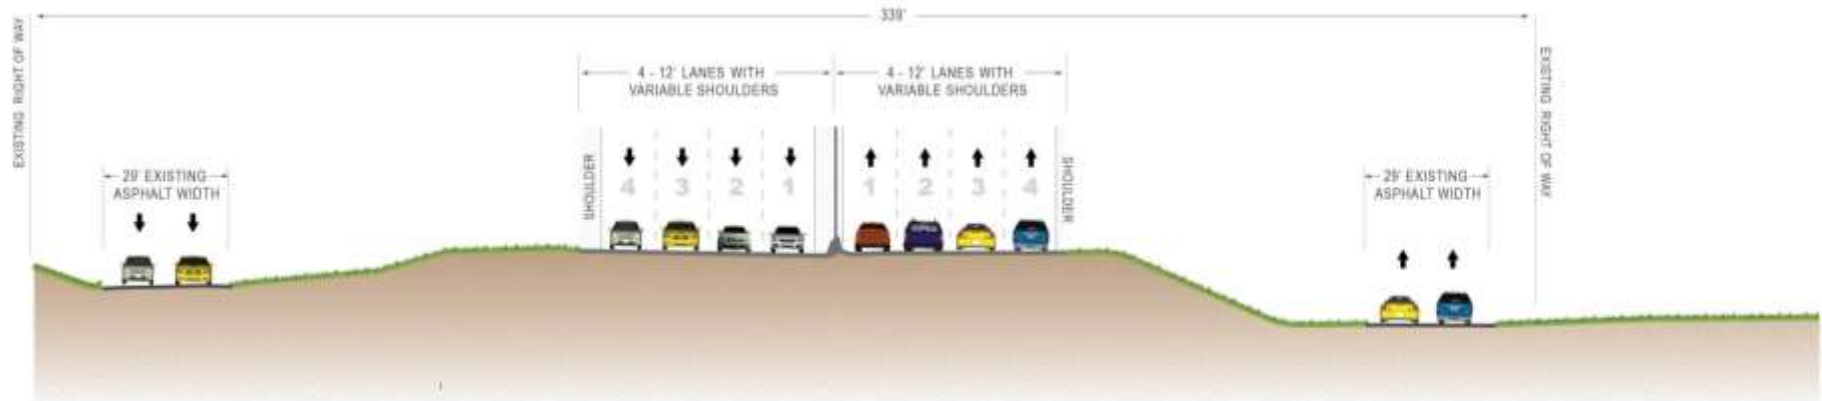 339'
EXISTING RIGHT OF WAY
EXISTING RIGHT OF WAY
4 - 12' LANES WITH
VARIABLE SHOULDERS
4 - 12' LANES WITH
VARIABLE SHOULDERS
29' EXISTING
ASPHALT WIDTH
SHOULDER
4 3 2 1
1 2 3 4
SHOULDER
29' EXISTING
ASPHALT WIDTH